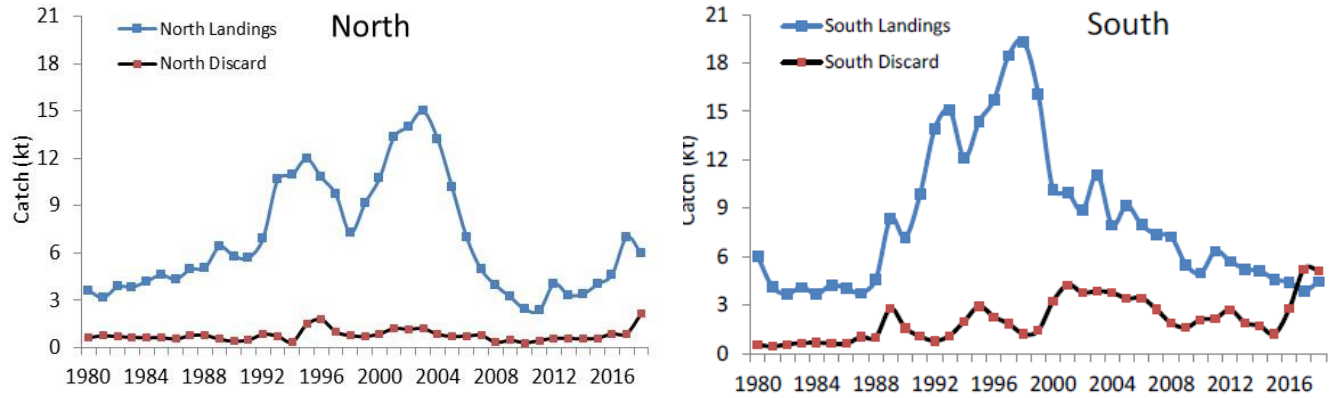 North
North Landings
North Discard
Catch (kt)
21
18
15
12
9
6
3
0
1980 1984 1988 1992 1996 2000 2004 2008 2012 2016
South
South Landings
South Discard
Catch (kt)
21
18
15
12
9
6
3
0
1980 1984 1988 1992 1996 2000 2004 2008 2012 2016